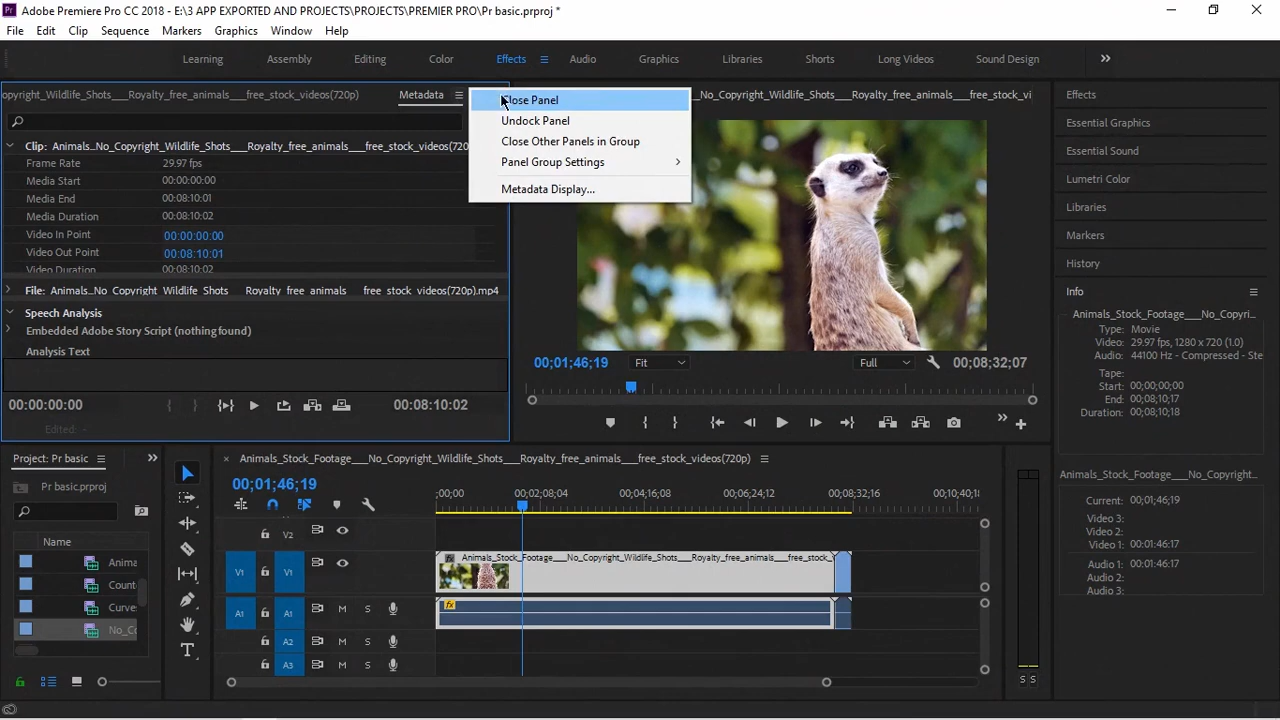 Adobe Premiere Pro CC 2018 - E:\3 APP EXPORTED AND PROJECTS\PROJECTS\PREMIER PRO\Pr basic.prproj *
File Edit Clip Sequence Markers Graphics Window Help
Learning Assembly Editing Color Effects Audio Graphics Libraries Shorts Long Videos Sound Design
opyright_Wildlife_Shots___Royalty_free_animals___free_stock_videos(720p) Metadata
Close Panel
Undock Panel
Close Other Panels in Group
Panel Group Settings
Metadata Display...
_No_Copyright_Wildlife_Shots___Royalty_free_animals___free_stock_vi
Clip: Animals_No_Copyright_Wildlife_Shots___Royalty_free_animals___free_stock_videos(720
Frame Rate 29.97 fps
Media Start 00:00:00:00
Media End 00:08:10:01
Media Duration 00:08:10:02
Video In Point 00:00:00:00
Video Out Point 00:08:10:01
Video Duration 00:08:10:02
File: Animals_No_Copyright_Wildlife_Shots___Royalty_free_animals___free_stock_videos(720p).mp4
Speech Analysis
Embedded Adobe Story Script (nothing found)
Analysis Text
00:00:00:00 00:08:10:02
Edited: -
00;01;46;19 Fit Full 00;08;32;07
Effects
Essential Graphics
Essential Sound
Lumetri Color
Libraries
Markers
History
Info
Animals_Stock_Footage___No_Copyri...
Type: Movie
Video: 29.97 fps, 1280 x 720 (1.0)
Audio: 44100 Hz - Compressed - Ste
Tape:
Start: 00;00;00;00
End: 00;08;10;17
Duration: 00;08;10;18
Animals_Stock_Footage___No_Copyright...
Current: 00;01;46;19
Video 3:
Video 2:
Video 1: 00:01:46:17
Audio 1: 00:01:46:17
Audio 2:
Audio 3:
Project: Pr basic
Pr basic.prproj
Name
Anima
Count
Curve
No_Co
Animals_Stock_Footage___No_Copyright_Wildlife_Shots___Royalty_free_animals___free_stock_videos(720p)
00;01;46;19
;00;00 00;02;08;04 00;04;16;08 00;06;24;12 00;08;32;16 00;10;40;18
V2
V1 V1 Animals_Stock_Footage___No_Copyright_Wildlife_Shots___Royalty_free_animals___free_stock_v
A1 A1 M S fx
A2 M S
A3 M S
T
S S